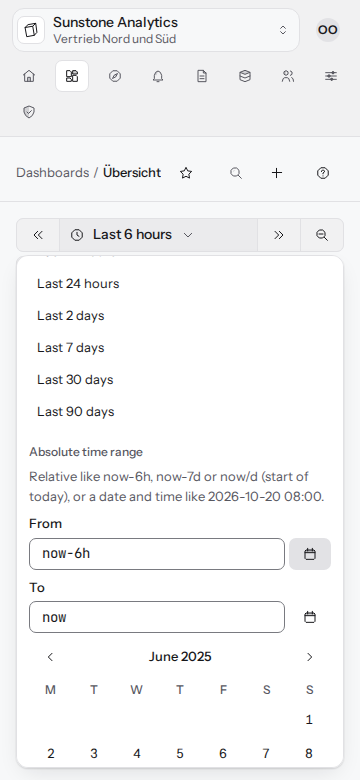 Sunstone Analytics
Vertrieb Nord und Süd
OO
Dashboards / Übersicht
Last 6 hours
Last 24 hours
Last 2 days
Last 7 days
Last 30 days
Last 90 days
Absolute time range
Relative like now-6h, now-7d or now/d (start of
today), or a date and time like 2026-10-20 08:00.
From
now-6h
To
now
June 2025
M T W T F S S
1
2 3 4 5 6 7 8